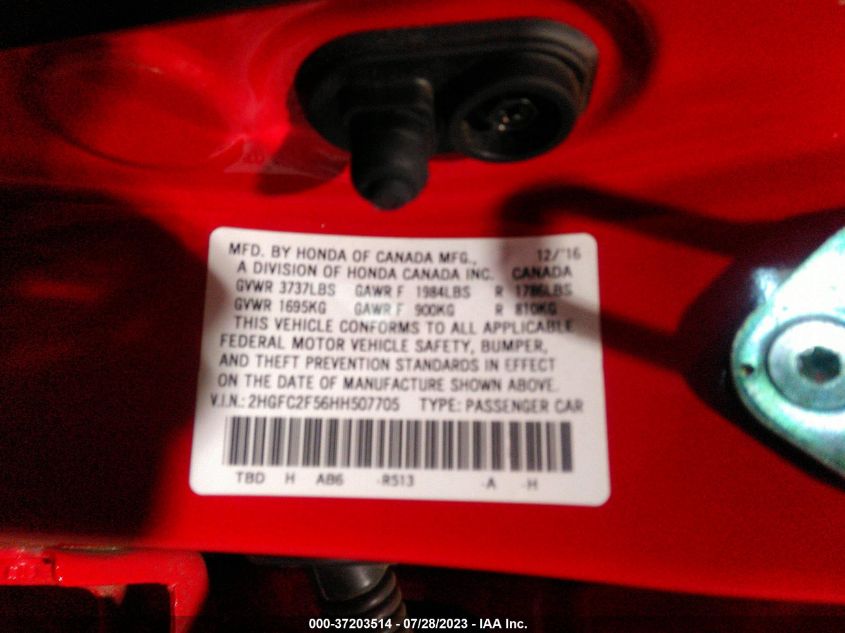 MFD. BY HONDA OF CANADA MFG., 12/'16
A DIVISION OF HONDA CANADA INC. CANADA
GVWR 3737LBS GAWR F 1984LBS R 1786LBS
GVWR 1695KG GAWR F 900KG R 810KG
THIS VEHICLE CONFORMS TO ALL APPLICABLE
FEDERAL MOTOR VEHICLE SAFETY, BUMPER,
AND THEFT PREVENTION STANDARDS IN EFFECT
ON THE DATE OF MANUFACTURE SHOWN ABOVE.
V.I.N.: 2HGFC2F56HH507705 TYPE: PASSENGER CAR
TBD H AB6 -R513 -A -H
000-37203514 - 07/28/2023 - IAA Inc.